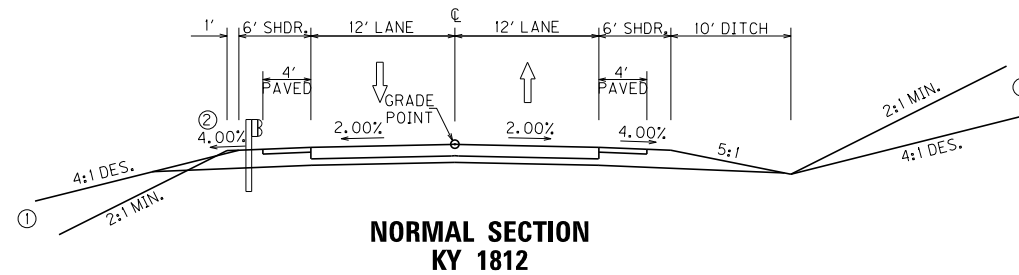 ℄
1' 6' SHDR. 12' LANE 12' LANE 6' SHDR. 10' DITCH
4'
PAVED
4'
PAVED
GRADE
POINT
②
4.00% 2.00% 2.00% 4.00%
5:1
2:1 MIN.
4:1 DES.
4:1 DES.
2:1 MIN.
①
NORMAL SECTION
KY 1812